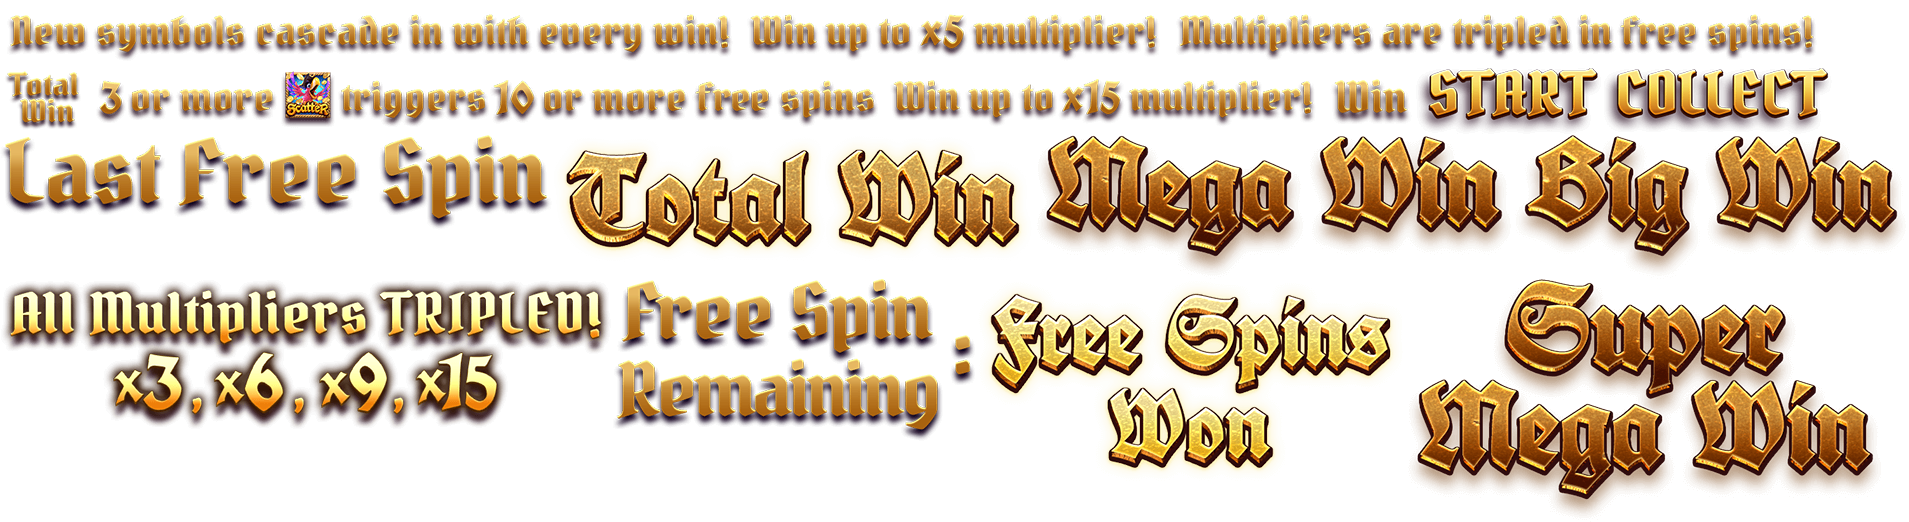 New symbols cascade in with every win! Win up to x5 multiplier! Multipliers are tripled in free spins!
Total
Win
3 or more SCATTER triggers 10 or more free spins Win up to x15 multiplier! Win START COLLECT
Last Free Spin
Total Win
Mega Win
Big Win
All Multipliers TRIPLED!
x3, x6, x9, x15
Free Spin
Remaining :
Free Spins
Won
Super
Mega Win